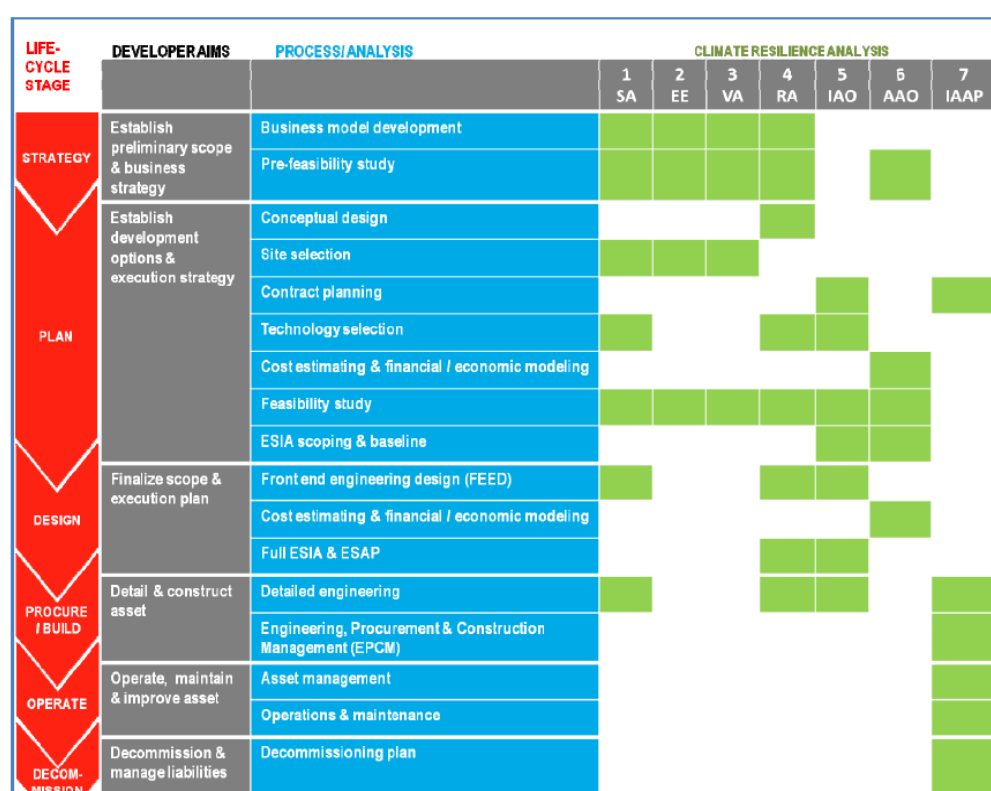 LIFE-
CYCLE
STAGE
DEVELOPER AIMS
PROCESS/ANALYSIS
CLIMATE RESILIENCE ANALYSIS
1 2 3 4 5 6 7
SA EE VA RA IAO AAO IAAP
STRATEGY
Establish
preliminary scope
& business
strategy
Business model development
Pre-feasibility study
PLAN
Establish
development
options &
execution strategy
Conceptual design
Site selection
Contract planning
Technology selection
Cost estimating & financial / economic modeling
Feasibility study
ESIA scoping & baseline
DESIGN
Finalize scope &
execution plan
Front end engineering design (FEED)
Cost estimating & financial / economic modeling
Full ESIA & ESAP
PROCURE
/ BUILD
Detail & construct
asset
Detailed engineering
Engineering, Procurement & Construction
Management (EPCM)
OPERATE
Operate, maintain
& improve asset
Asset management
Operations & maintenance
DECOM-
MISSION
Decommission &
manage liabilities
Decommissioning plan